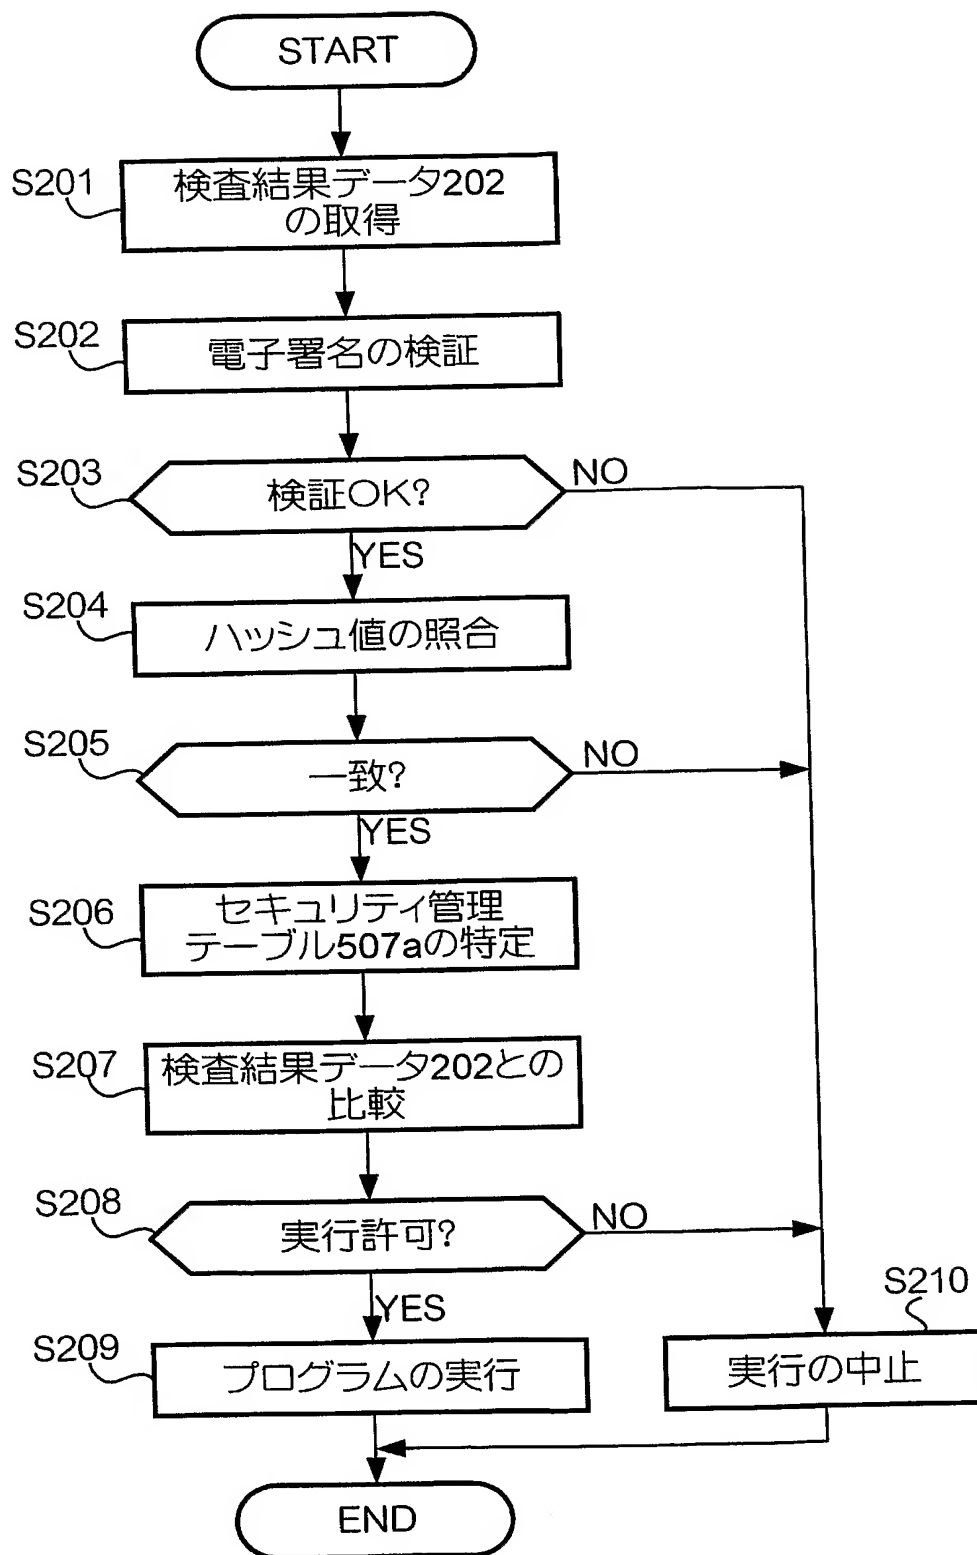 START
S201
検査結果データ202
の取得
S202
電子署名の検証
S203
検証OK?
NO
YES
S204
ハッシュ値の照合
S205
一致?
NO
YES
S206
セキュリティ管理
テーブル507aの特定
S207
検査結果データ202との
比較
S208
実行許可?
NO
YES
S209
プログラムの実行
S210
実行の中止
END